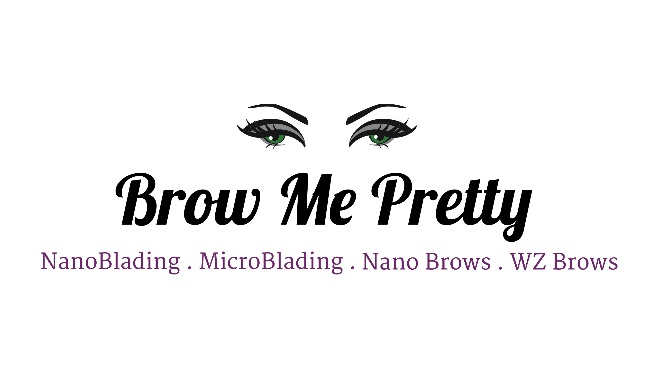 Brow Me Pretty
NanoBlading . MicroBlading . Nano Brows . WZ Brows